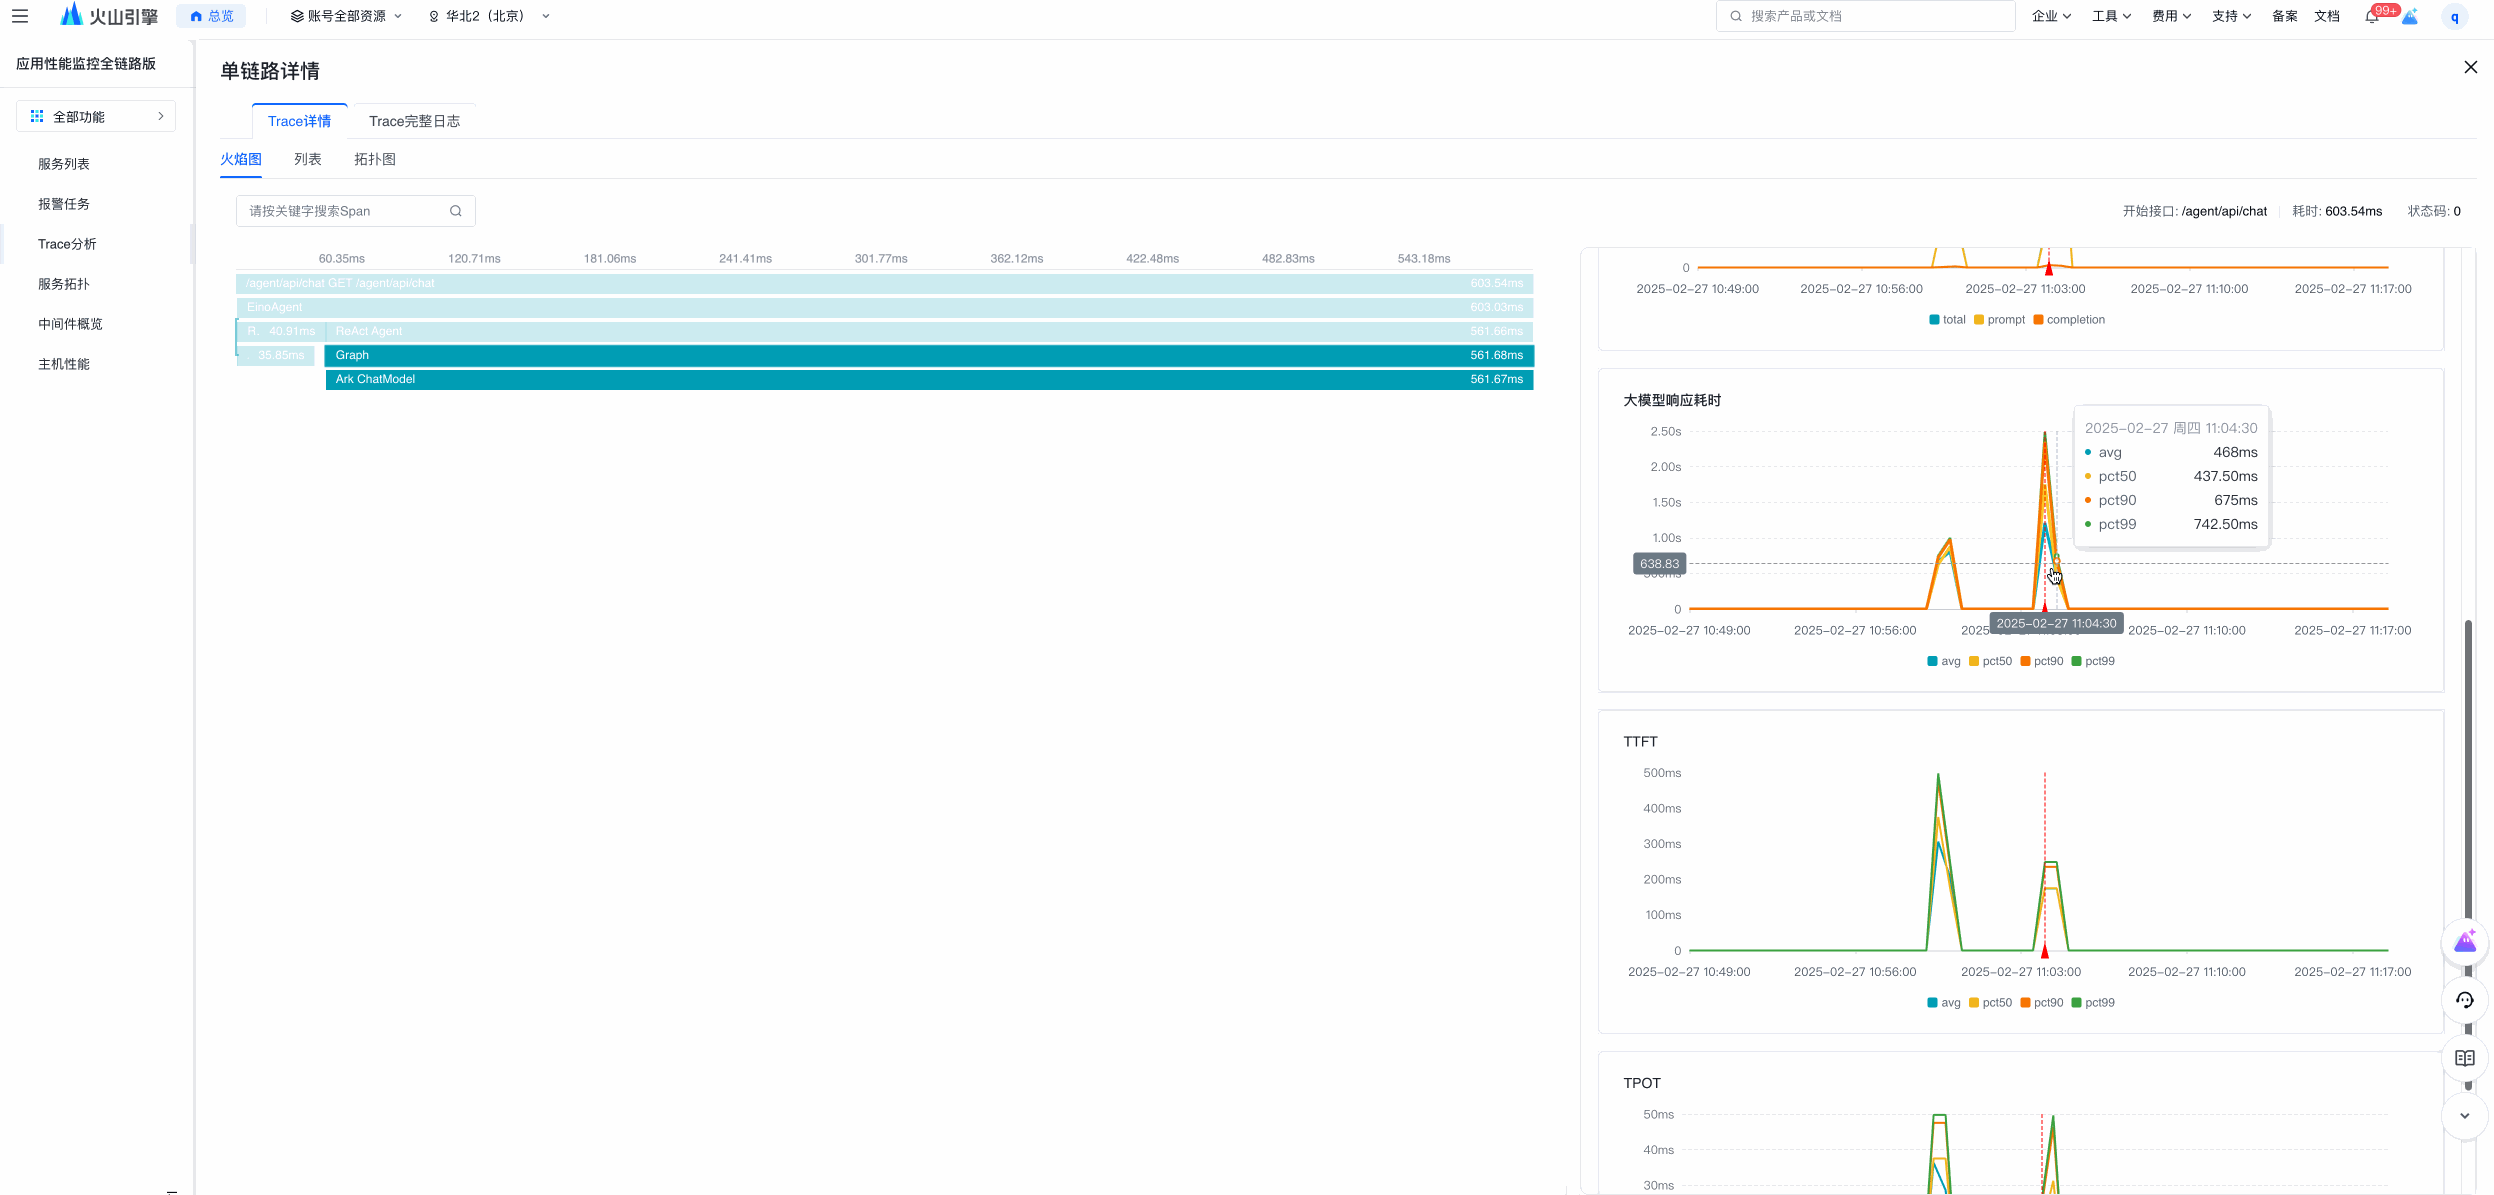 火山引擎
总览
账号全部资源
华北2（北京）
搜索产品或文档
企业
工具
费用
支持
备案
文档
99+
q
应用性能监控全链路版
全部功能
服务列表
报警任务
Trace分析
服务拓扑
中间件概览
主机性能
单链路详情
Trace详情
Trace完整日志
火焰图
列表
拓扑图
请按关键字搜索Span
开始接口: /agent/api/chat
耗时: 603.54ms
状态码: 0
60.35ms 120.71ms 181.06ms 241.41ms 301.77ms 362.12ms 422.48ms 482.83ms 543.18ms
/agent/api/chat GET /agent/api/chat 603.54ms
EinoAgent 603.03ms
R. 40.91ms ReAct Agent 561.66ms
35.85ms Graph 561.68ms
Ark ChatModel 561.67ms
0
2025-02-27 10:49:00 2025-02-27 10:56:00 2025-02-27 11:03:00 2025-02-27 11:10:00 2025-02-27 11:17:00
total prompt completion
大模型响应耗时
2.50s
2.00s
1.50s
1.00s
638.83
0
2025-02-27 周四 11:04:30
avg 468ms
pct50 437.50ms
pct90 675ms
pct99 742.50ms
2025-02-27 11:04:30
2025-02-27 10:49:00 2025-02-27 10:56:00 2025-02-27 11:10:00 2025-02-27 11:17:00
avg pct50 pct90 pct99
TTFT
500ms
400ms
300ms
200ms
100ms
0
2025-02-27 10:49:00 2025-02-27 10:56:00 2025-02-27 11:03:00 2025-02-27 11:10:00 2025-02-27 11:17:00
avg pct50 pct90 pct99
TPOT
50ms
40ms
30ms